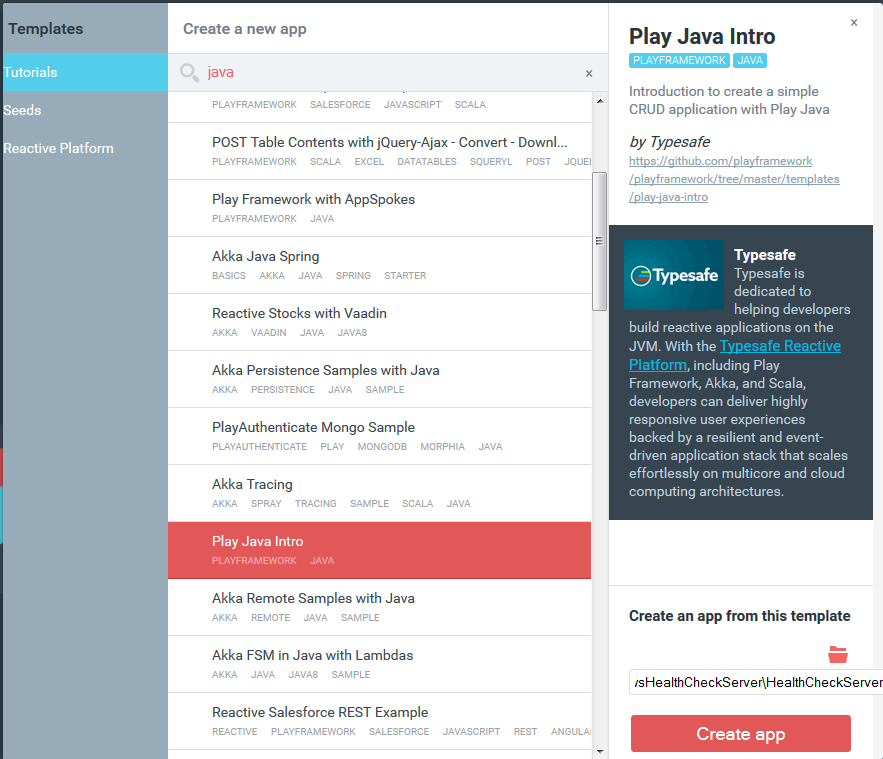 Templates
Tutorials
Seeds
Reactive Platform
Create a new app
java
×
PLAYFRAMEWORK SALESFORCE JAVASCRIPT SCALA
POST Table Contents with jQuery-Ajax - Convert - Downl...
PLAYFRAMEWORK SCALA EXCEL DATATABLES SQUERYL POST JQUE
Play Framework with AppSpokes
PLAYFRAMEWORK JAVA
Akka Java Spring
BASICS AKKA JAVA SPRING STARTER
Reactive Stocks with Vaadin
AKKA VAADIN JAVA JAVA8
Akka Persistence Samples with Java
AKKA PERSISTENCE JAVA SAMPLE
PlayAuthenticate Mongo Sample
PLAYAUTHENTICATE PLAY MONGODB MORPHIA JAVA
Akka Tracing
AKKA SPRAY TRACING SAMPLE SCALA JAVA
Play Java Intro
PLAYFRAMEWORK JAVA
Akka Remote Samples with Java
AKKA REMOTE JAVA SAMPLE
Akka FSM in Java with Lambdas
AKKA JAVA JAVA8 SAMPLE
Reactive Salesforce REST Example
REACTIVE PLAYFRAMEWORK SALESFORCE JAVASCRIPT REST ANGULA
×
Play Java Intro
PLAYFRAMEWORK JAVA
Introduction to create a simple
CRUD application with Play Java
by Typesafe
https://github.com/playframework
/playframework/tree/master/templates
/play-java-intro
Typesafe
Typesafe
Typesafe is
dedicated to
helping developers
build reactive applications on the
JVM. With the Typesafe Reactive
Platform, including Play
Framework, Akka, and Scala,
developers can deliver highly
responsive user experiences
backed by a resilient and event-
driven application stack that scales
effortlessly on multicore and cloud
computing architectures.
Create an app from this template
sHealthCheckServer\HealthCheckServer
Create app